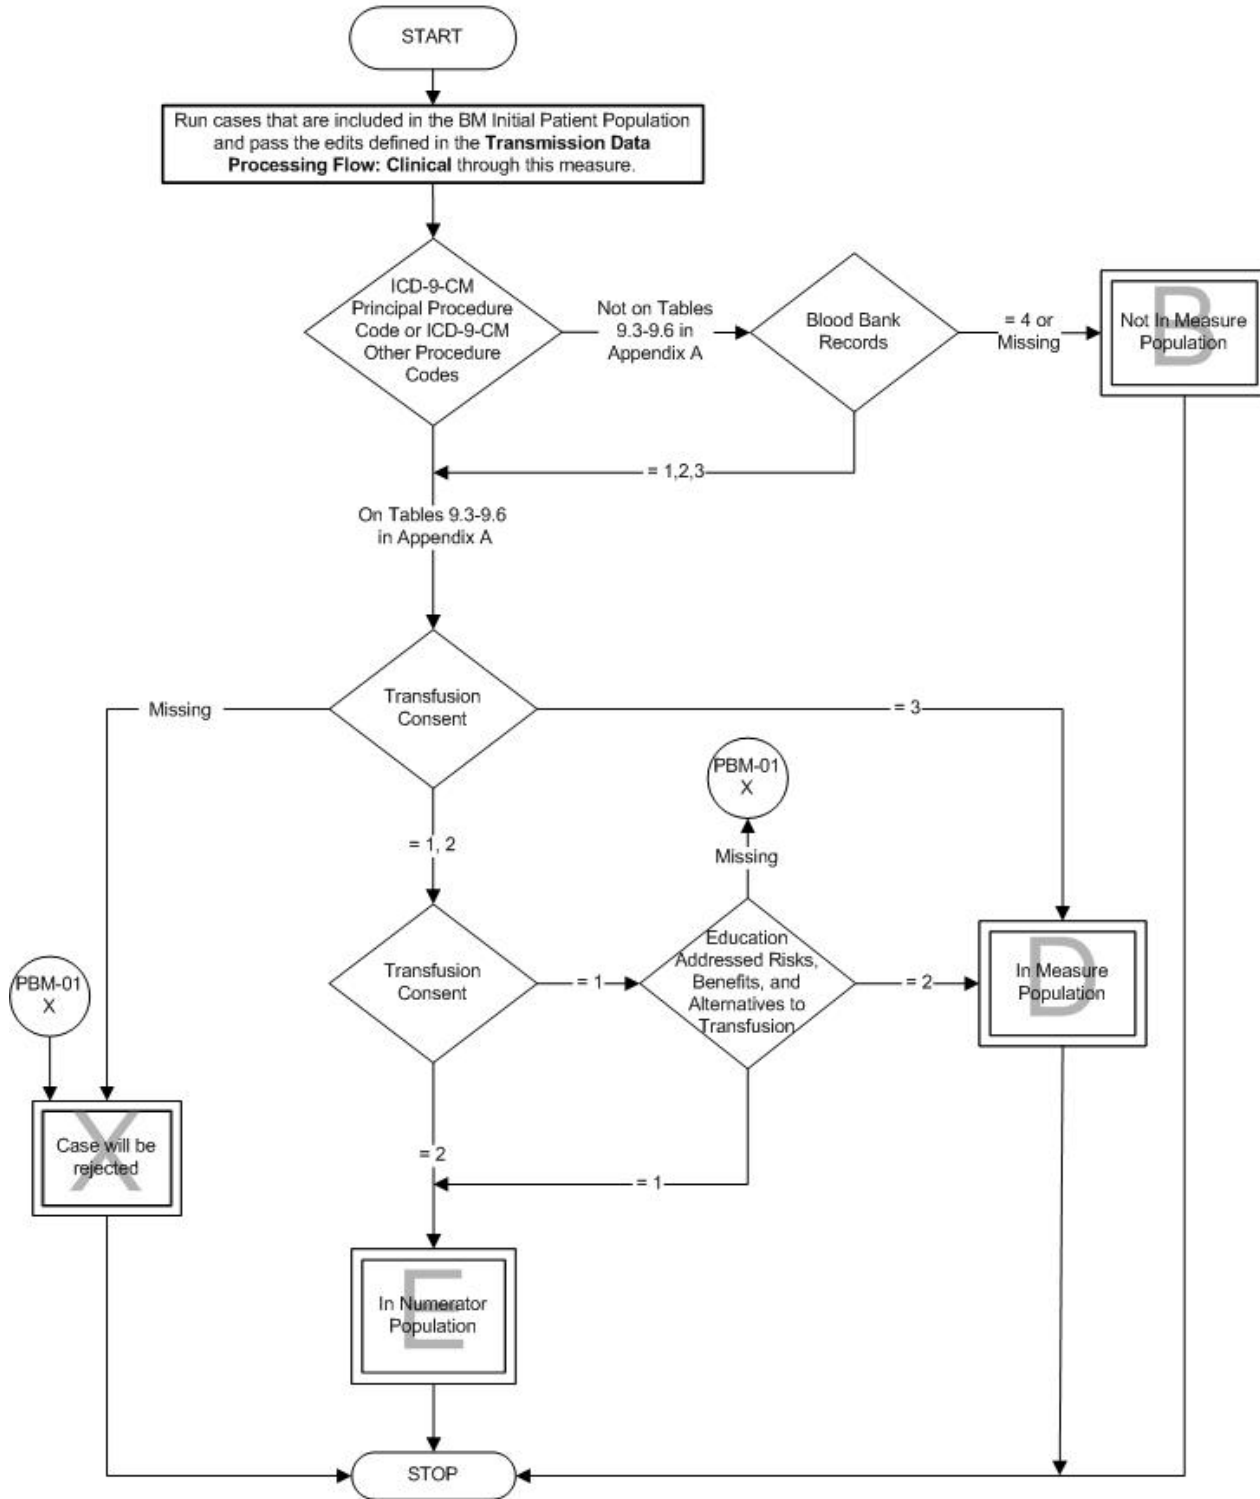 START
Run cases that are included in the BM Initial Patient Population
and pass the edits defined in the Transmission Data
Processing Flow: Clinical through this measure.
ICD-9-CM
Principal Procedure
Code or ICD-9-CM
Other Procedure
Codes
Not on Tables
9.3-9.6 in
Appendix A
Blood Bank
Records
= 4 or
Missing
B
Not In Measure
Population
= 1,2,3
On Tables 9.3-9.6
in Appendix A
Transfusion
Consent
Missing
= 3
PBM-01
X
= 1, 2
Missing
Transfusion
Consent
= 1
Education
Addressed Risks,
Benefits, and
Alternatives to
Transfusion
= 2
D
In Measure
Population
PBM-01
X
X
Case will be
rejected
= 2
= 1
E
In Numerator
Population
STOP